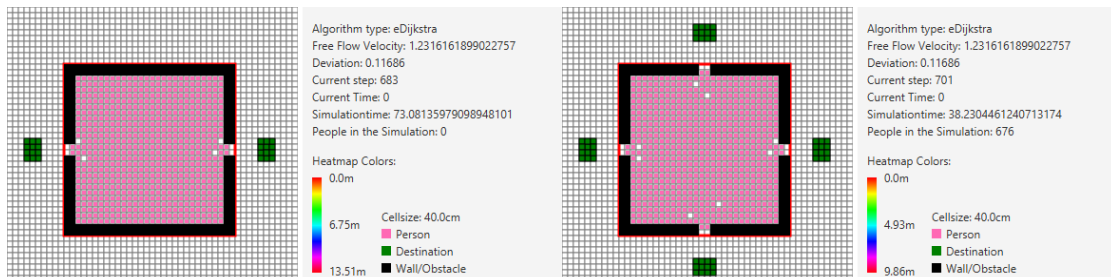 Algorithm type: eDijkstra
Free Flow Velocity: 1.2316161899022757
Deviation: 0.11686
Current step: 683
Current Time: 0
Simulationtime: 73.08135979098948101
People in the Simulation: 0
Heatmap Colors:
0.0m
6.75m
13.51m
Cellsize: 40.0cm
Person
Destination
Wall/Obstacle
Algorithm type: eDijkstra
Free Flow Velocity: 1.2316161899022757
Deviation: 0.11686
Current step: 701
Current Time: 0
Simulationtime: 38.2304461240713174
People in the Simulation: 676
Heatmap Colors:
0.0m
4.93m
9.86m
Cellsize: 40.0cm
Person
Destination
Wall/Obstacle